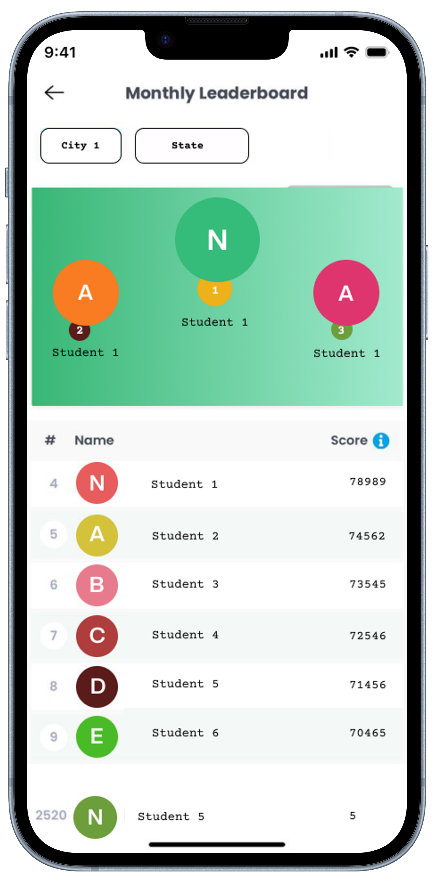 9:41
Monthly Leaderboard
City 1 State
N
1
Student 1
A
2
Student 1
A
3
Student 1
# Name Score i
4 N Student 1 78989
5 A Student 2 74562
6 B Student 3 73545
7 C Student 4 72546
8 D Student 5 71456
9 E Student 6 70465
2520 N Student 5 5